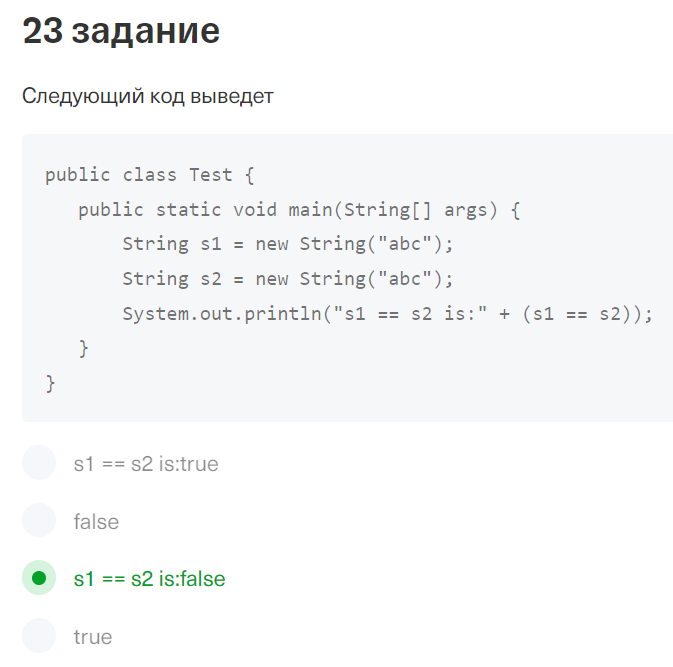 23 задание
Следующий код выведет
public class Test {
   public static void main(String[] args) {
       String s1 = new String("abc");
       String s2 = new String("abc");
       System.out.println("s1 == s2 is:" + (s1 == s2));
   }
}
s1 == s2 is:true
false
s1 == s2 is:false
true